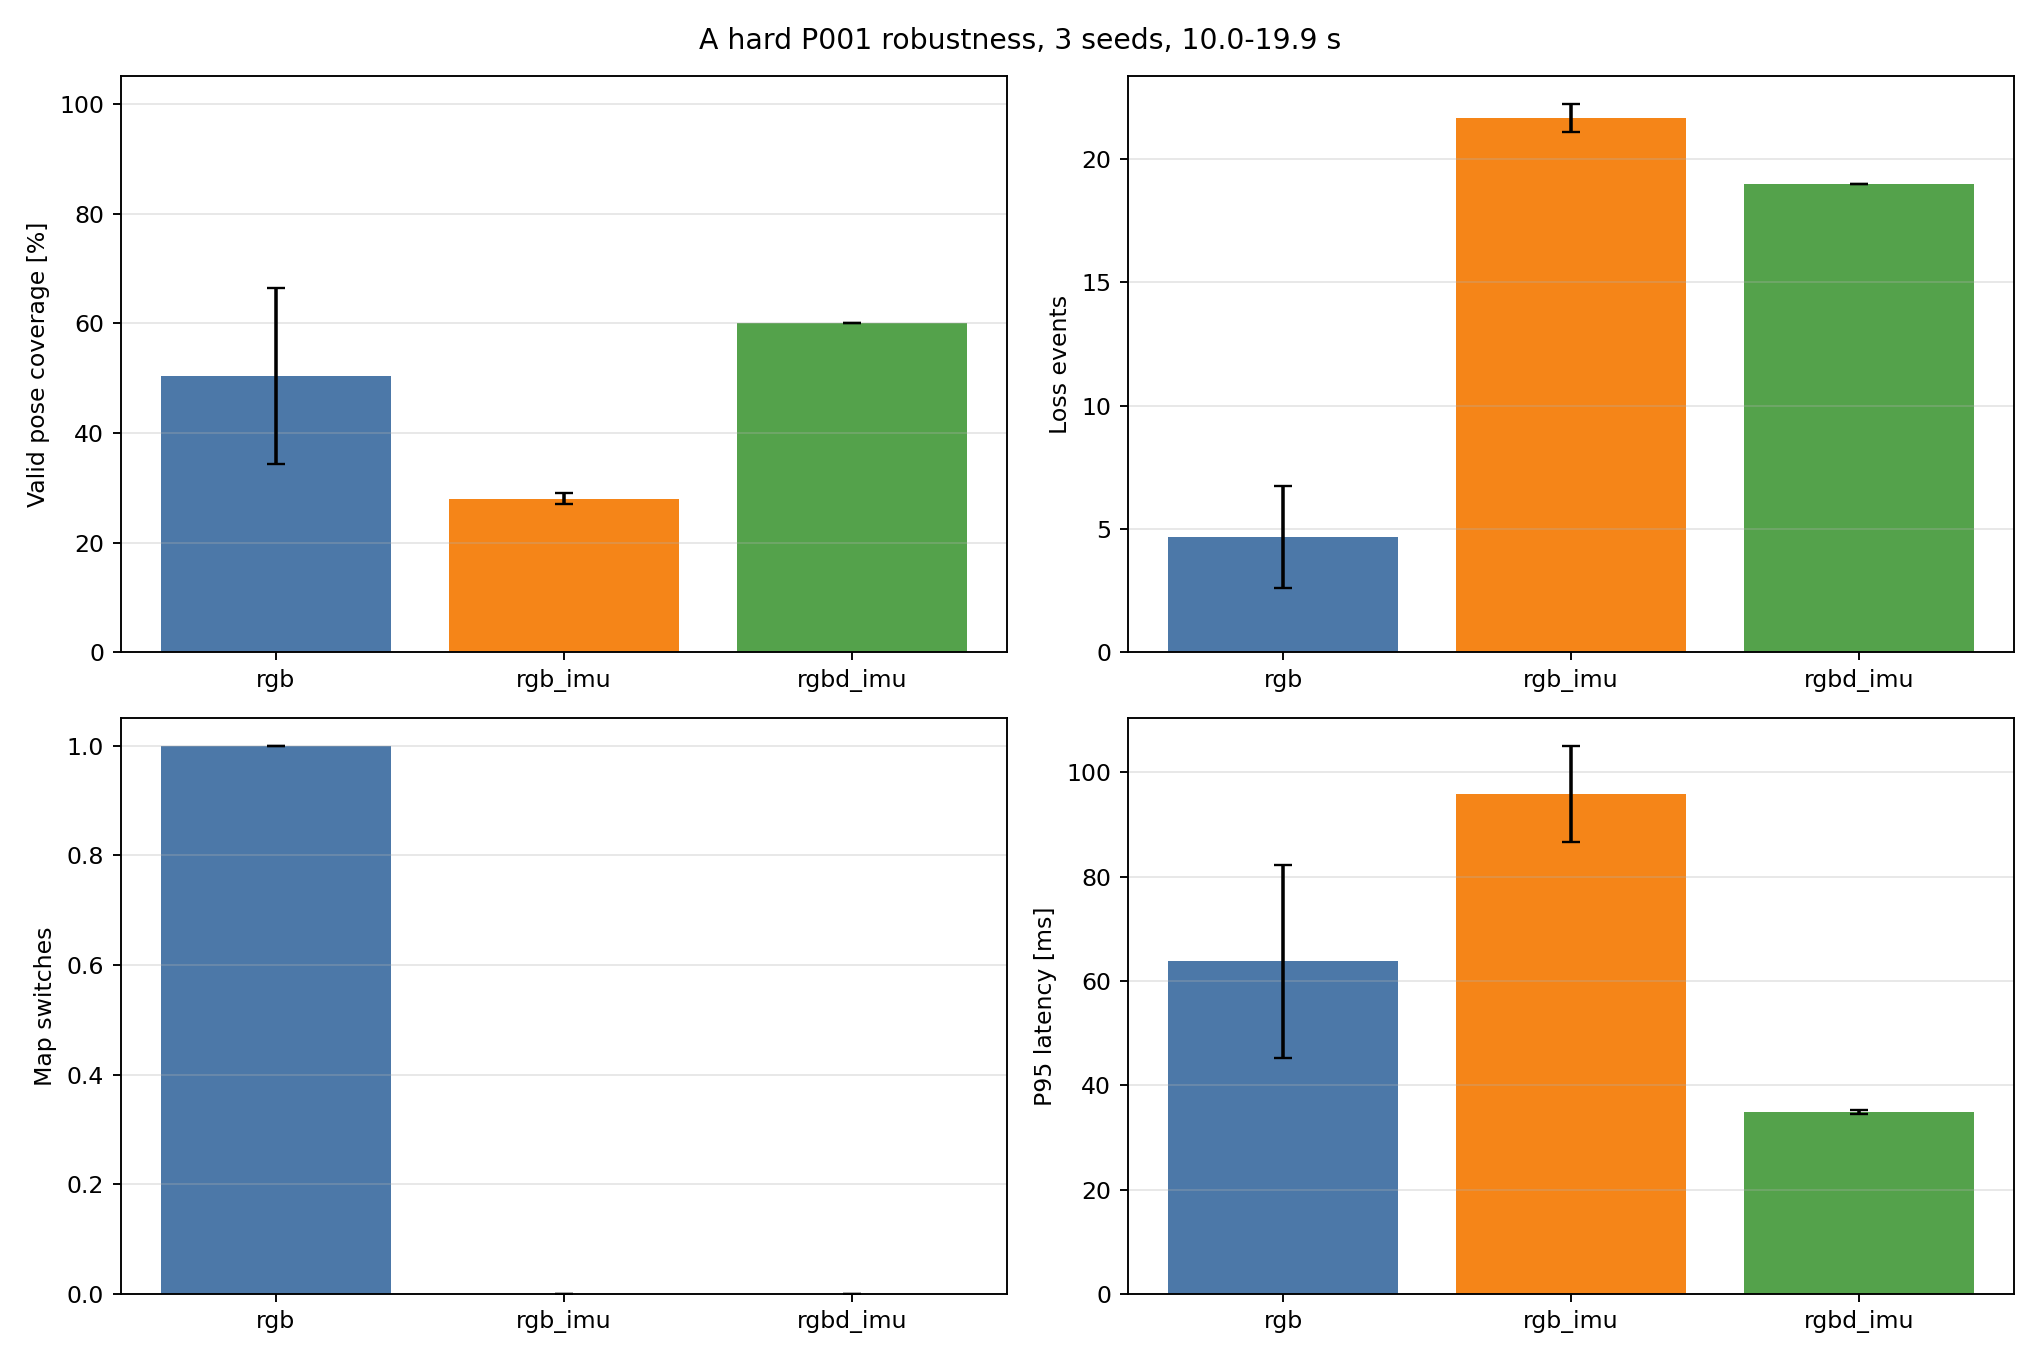 A hard P001 robustness, 3 seeds, 10.0-19.9 s
Valid pose coverage [%]
100
80
60
40
20
0
rgb rgb_imu rgbd_imu
Loss events
20
15
10
5
0
rgb rgb_imu rgbd_imu
Map switches
1.0
0.8
0.6
0.4
0.2
0.0
rgb rgb_imu rgbd_imu
P95 latency [ms]
100
80
60
40
20
0
rgb rgb_imu rgbd_imu